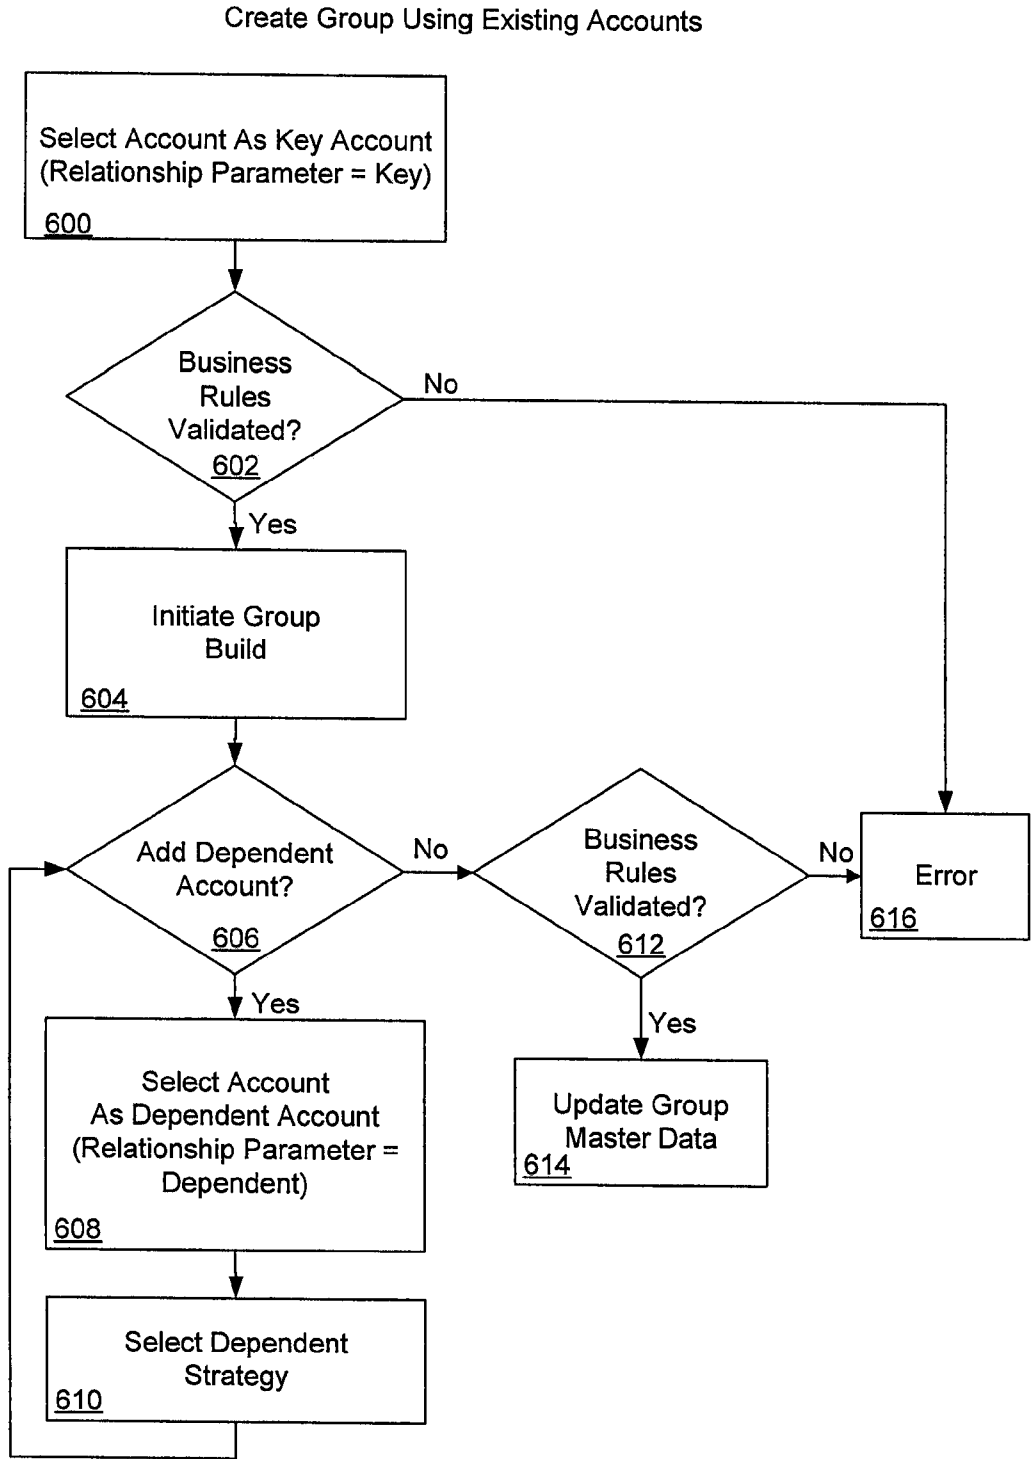 Create Group Using Existing Accounts
Select Account As Key Account
(Relationship Parameter = Key)
600
Business
Rules
Validated?
602
No
Yes
Initiate Group
Build
604
Add Dependent
Account?
606
No
Business
Rules
Validated?
612
No
Error
616
Yes
Select Account
As Dependent Account
(Relationship Parameter =
Dependent)
608
Yes
Update Group
Master Data
614
Select Dependent
Strategy
610